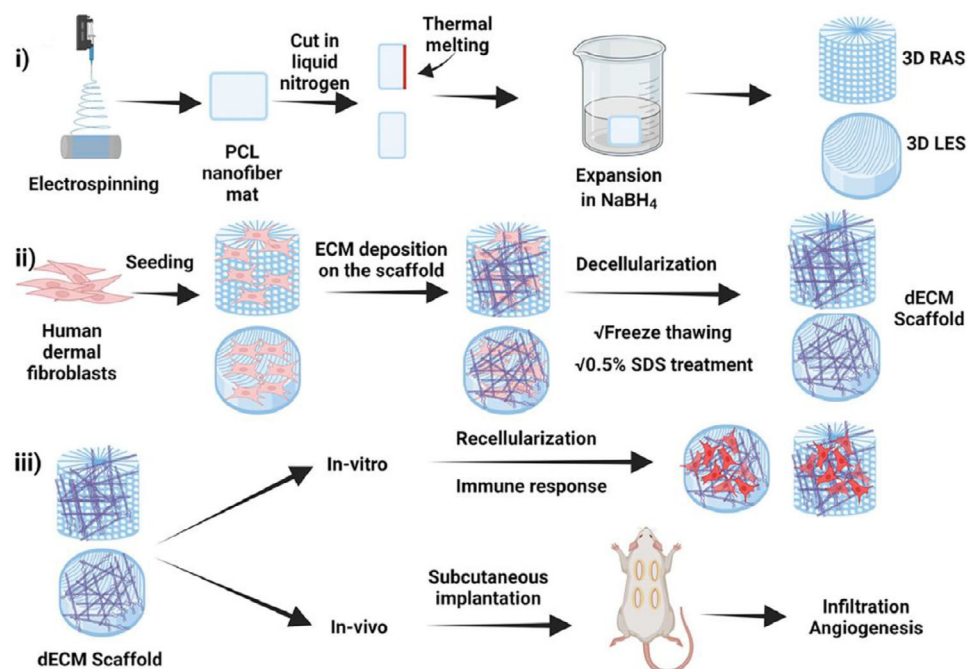 i)
Electrospinning
PCL
nanofiber
mat
Cut in
liquid
nitrogen
Thermal
melting
Expansion
in NaBH₄
3D RAS
3D LES
ii)
Human
dermal
fibroblasts
Seeding
ECM deposition
on the scaffold
Decellularization
√Freeze thawing
√0.5% SDS treatment
dECM
Scaffold
iii)
dECM Scaffold
In-vitro
Recellularization
Immune response
In-vivo
Subcutaneous
implantation
Infiltration
Angiogenesis